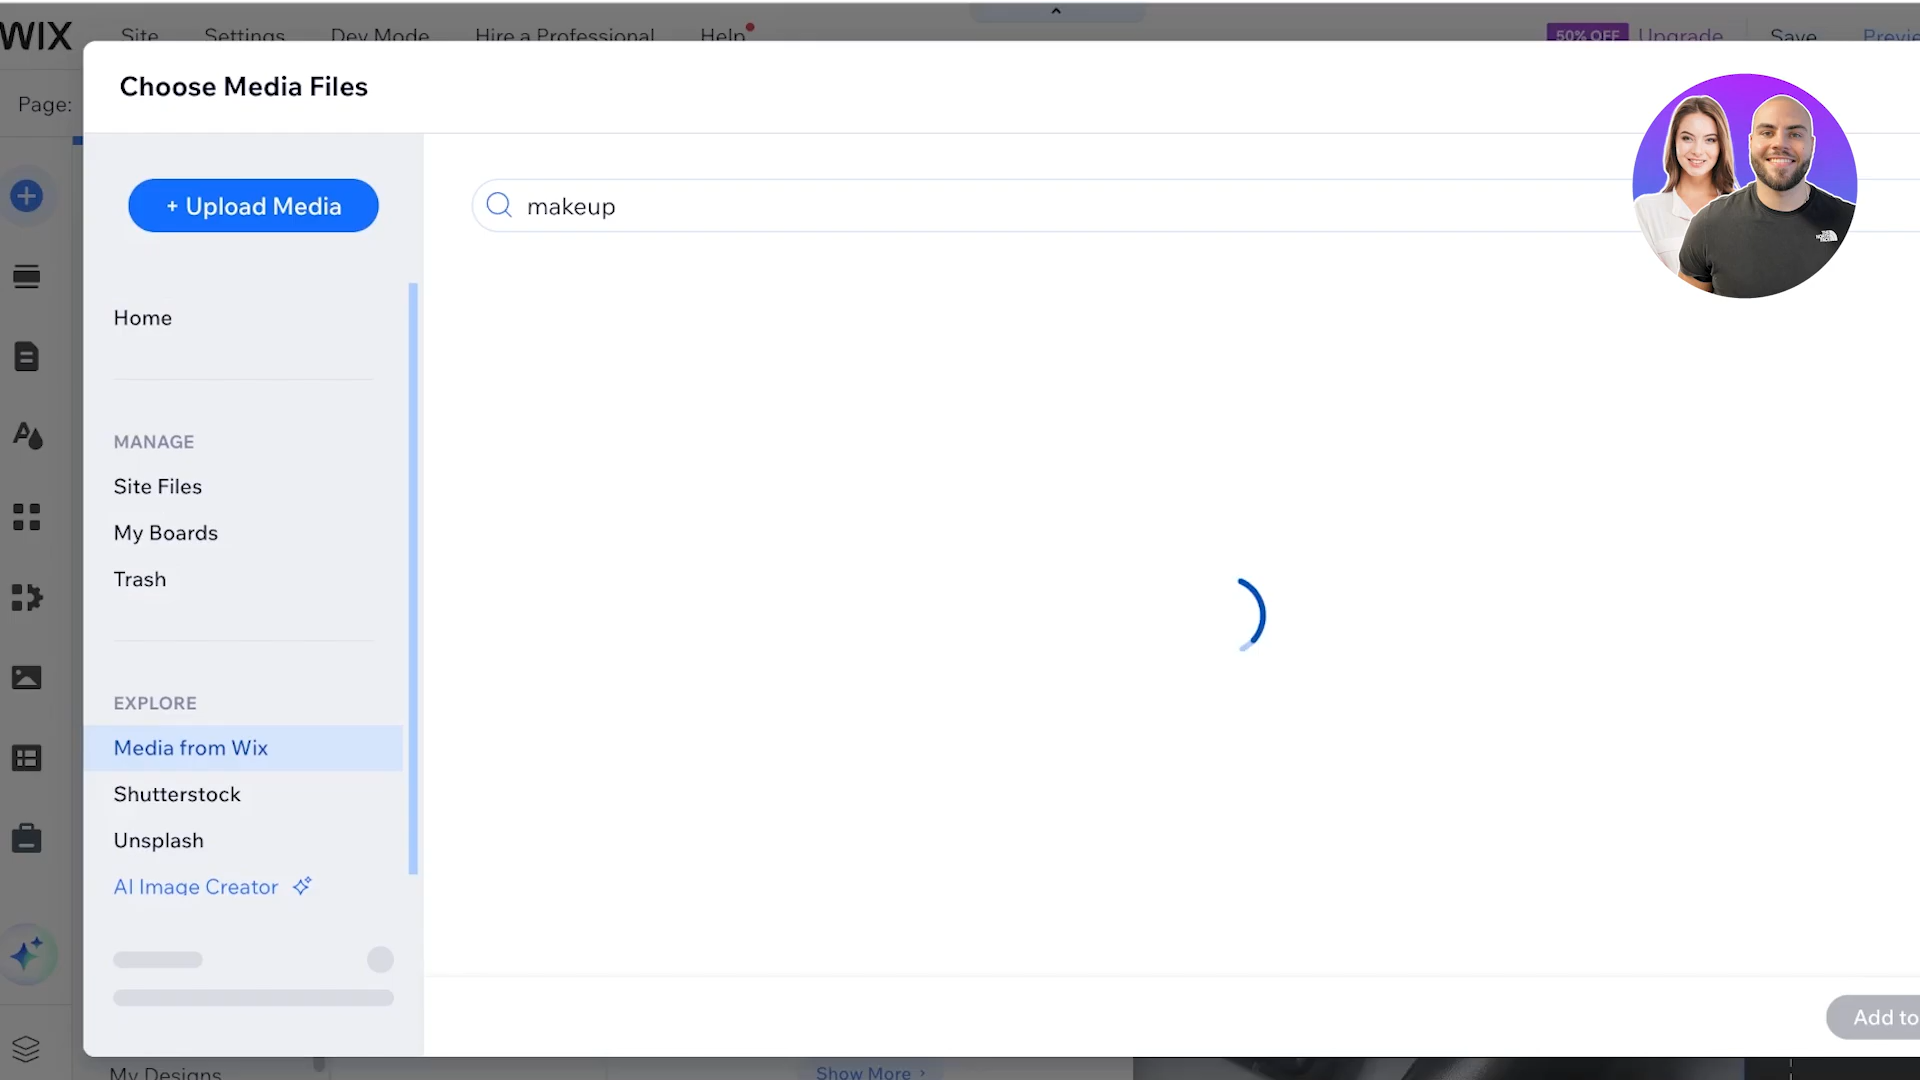 WIX Site Settings Dev Mode Hire a Professional Help 50% OFF Upgrade Save Previe
Choose Media Files
Page:
+ Upload Media
makeup
Home
MANAGE
Site Files
My Boards
Trash
EXPLORE
Media from Wix
Shutterstock
Unsplash
AI Image Creator
Add to
My Designs
Show More >